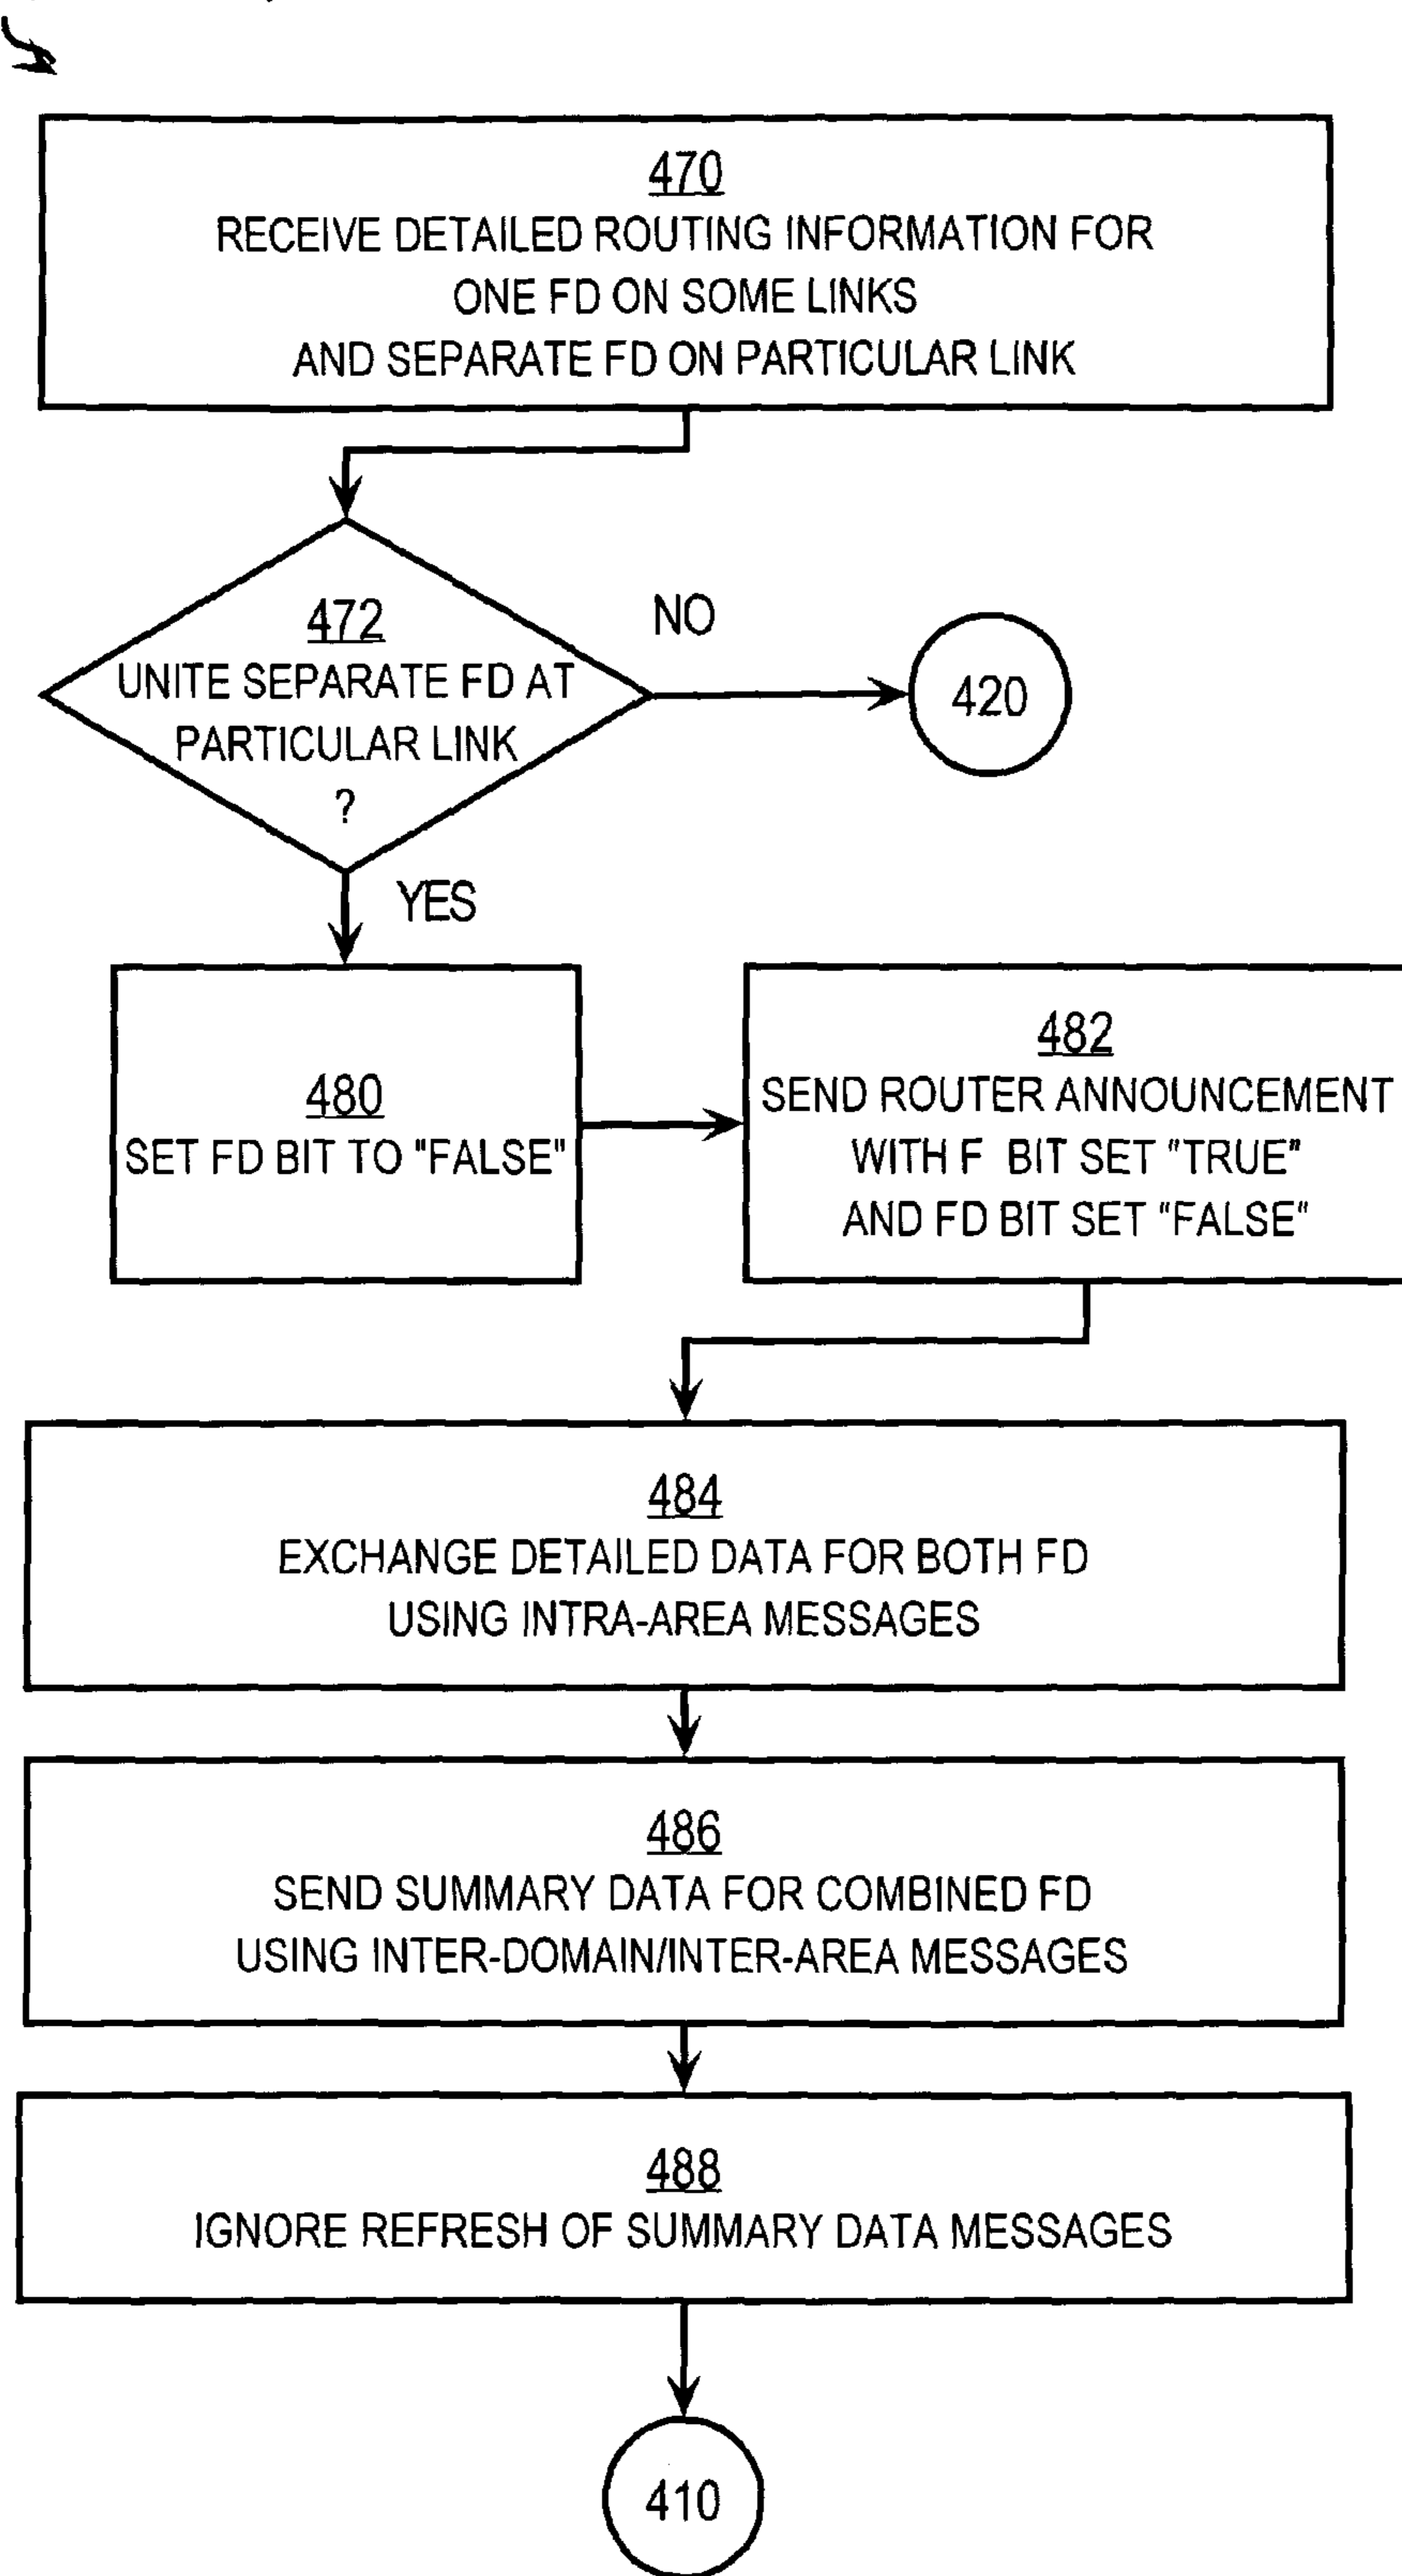 470
RECEIVE DETAILED ROUTING INFORMATION FOR
ONE FD ON SOME LINKS
AND SEPARATE FD ON PARTICULAR LINK
472
UNITE SEPARATE FD AT
PARTICULAR LINK
?
NO
420
YES
480
SET FD BIT TO "FALSE"
482
SEND ROUTER ANNOUNCEMENT
WITH F BIT SET "TRUE"
AND FD BIT SET "FALSE"
484
EXCHANGE DETAILED DATA FOR BOTH FD
USING INTRA-AREA MESSAGES
486
SEND SUMMARY DATA FOR COMBINED FD
USING INTER-DOMAIN/INTER-AREA MESSAGES
488
IGNORE REFRESH OF SUMMARY DATA MESSAGES
410